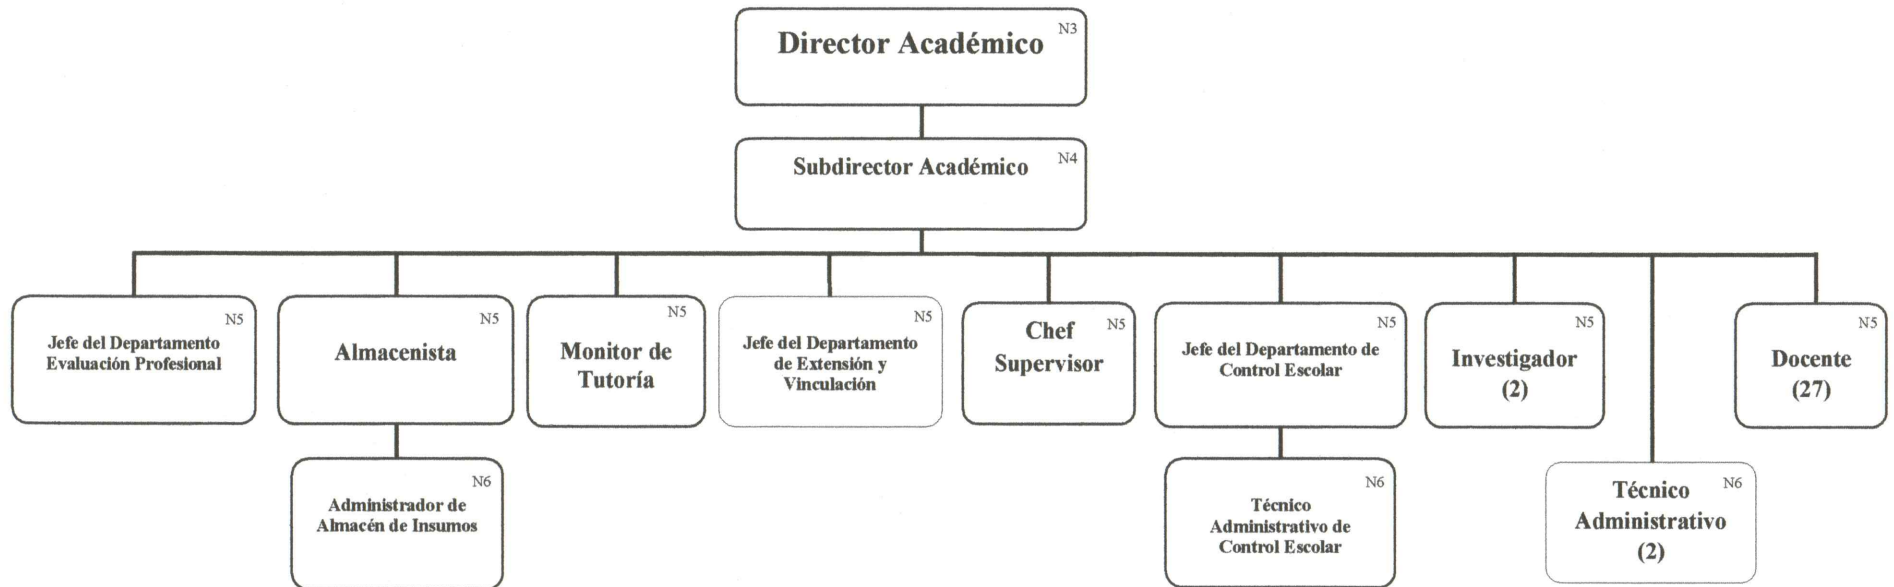 N3
Director Académico
N4
Subdirector Académico
N5
Jefe del Departamento
Evaluación Profesional
N5
Almacenista
N5
Monitor de
Tutoría
N5
Jefe del Departamento
de Extensión y
Vinculación
Chef N5
Supervisor
N5
Jefe del Departamento de
Control Escolar
N5
Investigador
(2)
N5
Docente
(27)
N6
Administrador de
Almacén de Insumos
N6
Técnico
Administrativo de
Control Escolar
Técnico N6
Administrativo
(2)